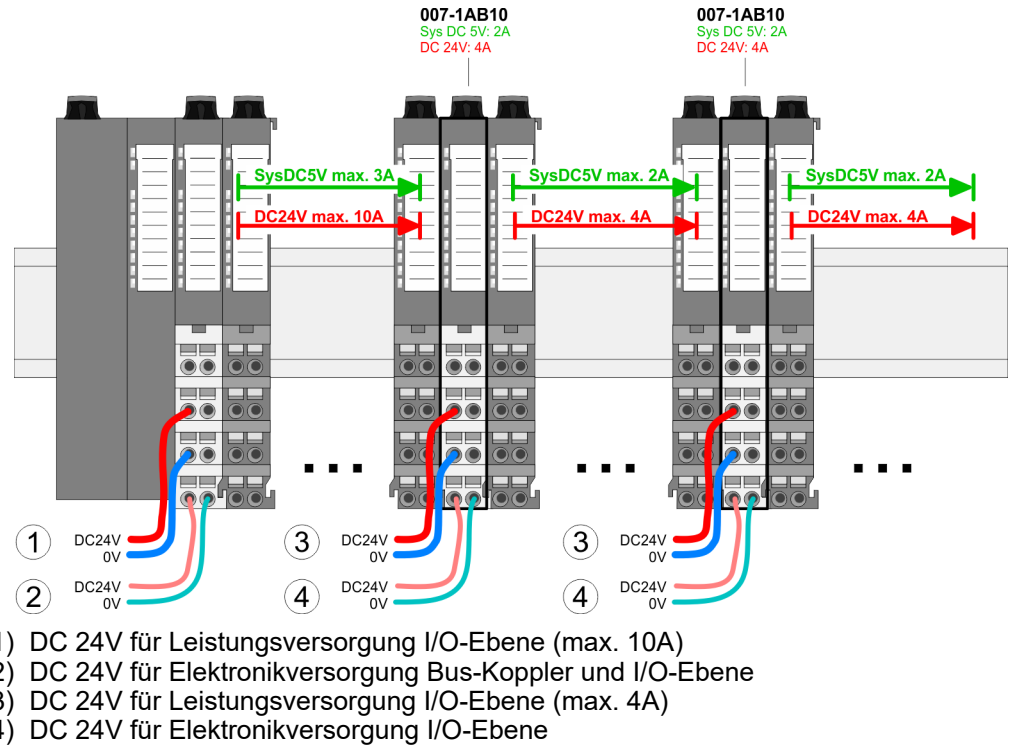 007-1AB10
Sys DC 5V: 2A
DC 24V: 4A
007-1AB10
Sys DC 5V: 2A
DC 24V: 4A
SysDC5V max. 3A
SysDC5V max. 2A
SysDC5V max. 2A
DC24V max. 10A
DC24V max. 4A
DC24V max. 4A
1 DC24V
0V
2 DC24V
0V
3 DC24V
0V
4 DC24V
0V
3 DC24V
0V
4 DC24V
0V
1) DC 24V für Leistungsversorgung I/O-Ebene (max. 10A)
2) DC 24V für Elektronikversorgung Bus-Koppler und I/O-Ebene
3) DC 24V für Leistungsversorgung I/O-Ebene (max. 4A)
4) DC 24V für Elektronikversorgung I/O-Ebene